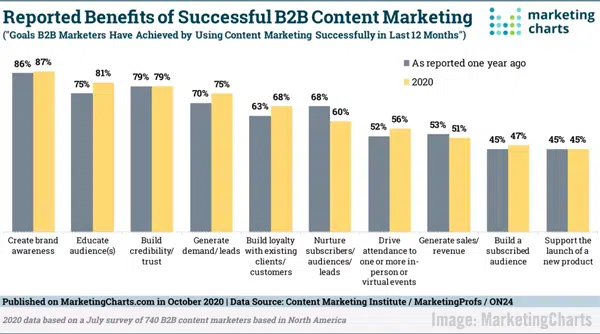 Reported Benefits of Successful B2B Content Marketing
("Goals B2B Marketers Have Achieved by Using Content Marketing Successfully in Last 12 Months")
marketing
charts
As reported one year ago
2020
86% 87%
75% 81%
79% 79%
70% 75%
63% 68%
68% 60%
52% 56%
53% 51%
45% 47%
45% 45%
Create brand
awareness
Educate
audience(s)
Build
credibility/
trust
Generate
demand/ leads
Build loyalty
with existing
clients/
customers
Nurture
subscribers/
audiences/
leads
Drive
attendance to
one or more in-
person or
virtual events
Generate sales/
revenue
Build a
subscribed
audience
Support the
launch of a
new product
Published on MarketingCharts.com in October 2020 | Data Source: Content Marketing Institute / MarketingProfs / ON24
2020 data based on a July survey of 740 B2B content marketers based in North America
Image: MarketingCharts